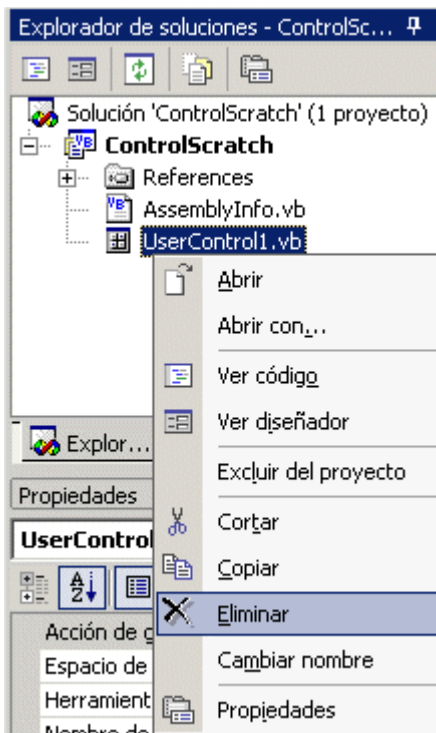 Explorador de soluciones - ControlSc...
Solución 'ControlScratch' (1 proyecto)
ControlScratch
References
AssemblyInfo.vb
UserControl1.vb
Abrir
Abrir con...
Ver código
Ver diseñador
Explor...
Excluir del proyecto
Propiedades
Cortar
UserControl
Copiar
Eliminar
Acción de g
Cambiar nombre
Espacio de
Herramient
Propiedades
Nombre de